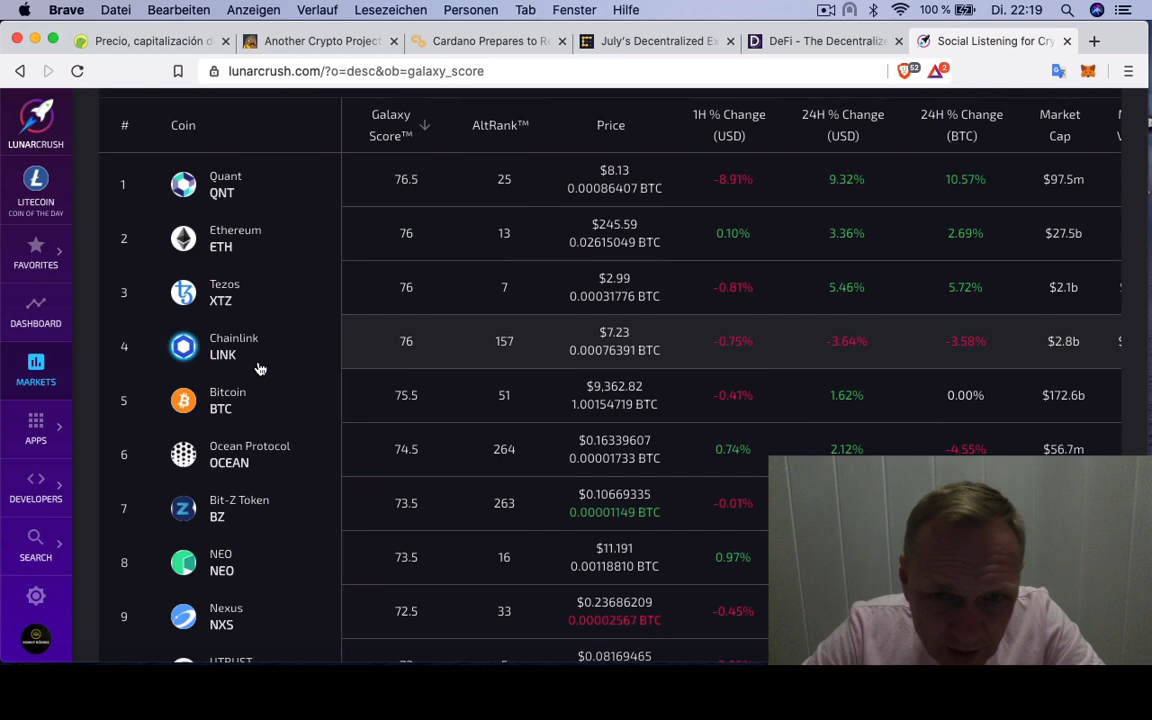 Brave Datei Bearbeiten Anzeigen Verlauf Lesezeichen Personen Tab Fenster Hilfe 100 % Di. 22:19
Precio, capitalización d Another Crypto Project Cardano Prepares to Re July's Decentralized Ex DeFi - The Decentralize Social Listening for Cry
lunarcrush.com/?o=desc&ob=galaxy_score 52 2
LUNARCRUSH
LITECOIN
COIN OF THE DAY
FAVORITES
DASHBOARD
MARKETS
APPS
DEVELOPERS
SEARCH
# Coin Galaxy Score™ AltRank™ Price 1H % Change (USD) 24H % Change (USD) 24H % Change (BTC) Market Cap
1 Quant QNT 76.5 25 $8.13 0.00086407 BTC -8.91% 9.32% 10.57% $97.5m
2 Ethereum ETH 76 13 $245.59 0.02615049 BTC 0.10% 3.36% 2.69% $27.5b
3 Tezos XTZ 76 7 $2.99 0.00031776 BTC -0.81% 5.46% 5.72% $2.1b
4 Chainlink LINK 76 157 $7.23 0.00076391 BTC -0.75% -3.64% -3.58% $2.8b
5 Bitcoin BTC 75.5 51 $9,362.82 1.00154719 BTC -0.41% 1.62% 0.00% $172.6b
6 Ocean Protocol OCEAN 74.5 264 $0.16339607 0.00001733 BTC 0.74% 2.12% -4.55% $56.7m
7 Bit-Z Token BZ 73.5 263 $0.10669335 0.00001149 BTC -0.01%
8 NEO NEO 73.5 16 $11.191 0.00118810 BTC 0.97%
9 Nexus NXS 72.5 33 $0.23686209 0.00002567 BTC -0.45%
UTRUST $0.08169465